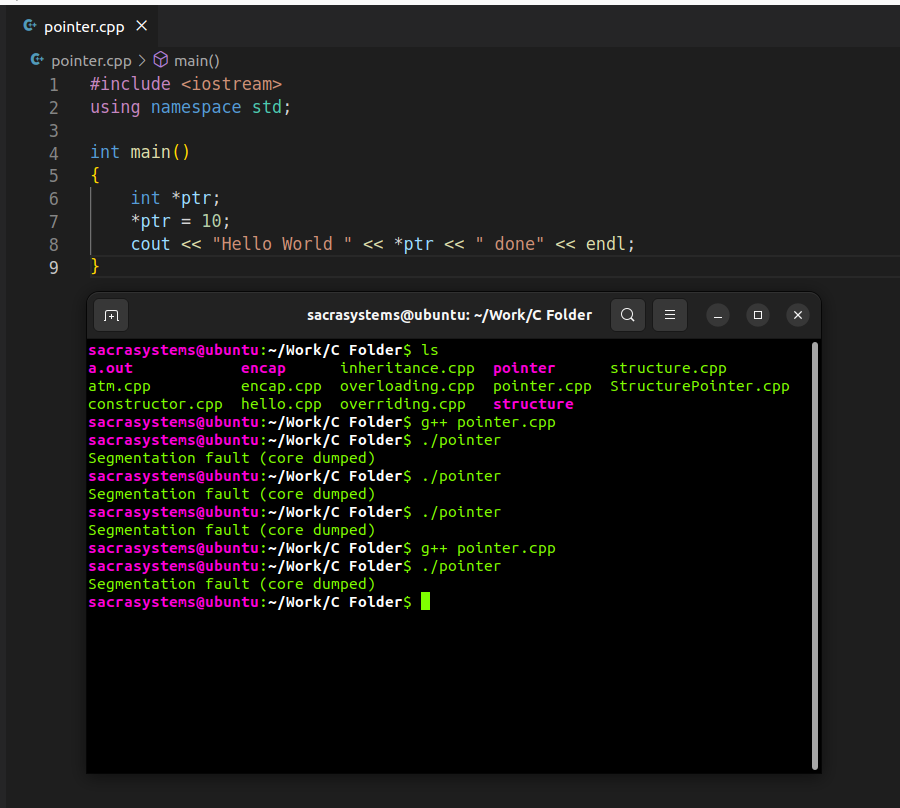 pointer.cpp
pointer.cpp > main()
1 #include <iostream>
2 using namespace std;
3
4 int main()
5 {
6 int *ptr;
7 *ptr = 10;
8 cout << "Hello World " << *ptr << " done" << endl;
9 }
sacrasystems@ubuntu: ~/Work/C Folder
sacrasystems@ubuntu:~/Work/C Folder$ ls
a.out encap inheritance.cpp pointer structure.cpp
atm.cpp encap.cpp overloading.cpp pointer.cpp StructurePointer.cpp
constructor.cpp hello.cpp overriding.cpp structure
sacrasystems@ubuntu:~/Work/C Folder$ g++ pointer.cpp
sacrasystems@ubuntu:~/Work/C Folder$ ./pointer
Segmentation fault (core dumped)
sacrasystems@ubuntu:~/Work/C Folder$ ./pointer
Segmentation fault (core dumped)
sacrasystems@ubuntu:~/Work/C Folder$ ./pointer
Segmentation fault (core dumped)
sacrasystems@ubuntu:~/Work/C Folder$ g++ pointer.cpp
sacrasystems@ubuntu:~/Work/C Folder$ ./pointer
Segmentation fault (core dumped)
sacrasystems@ubuntu:~/Work/C Folder$